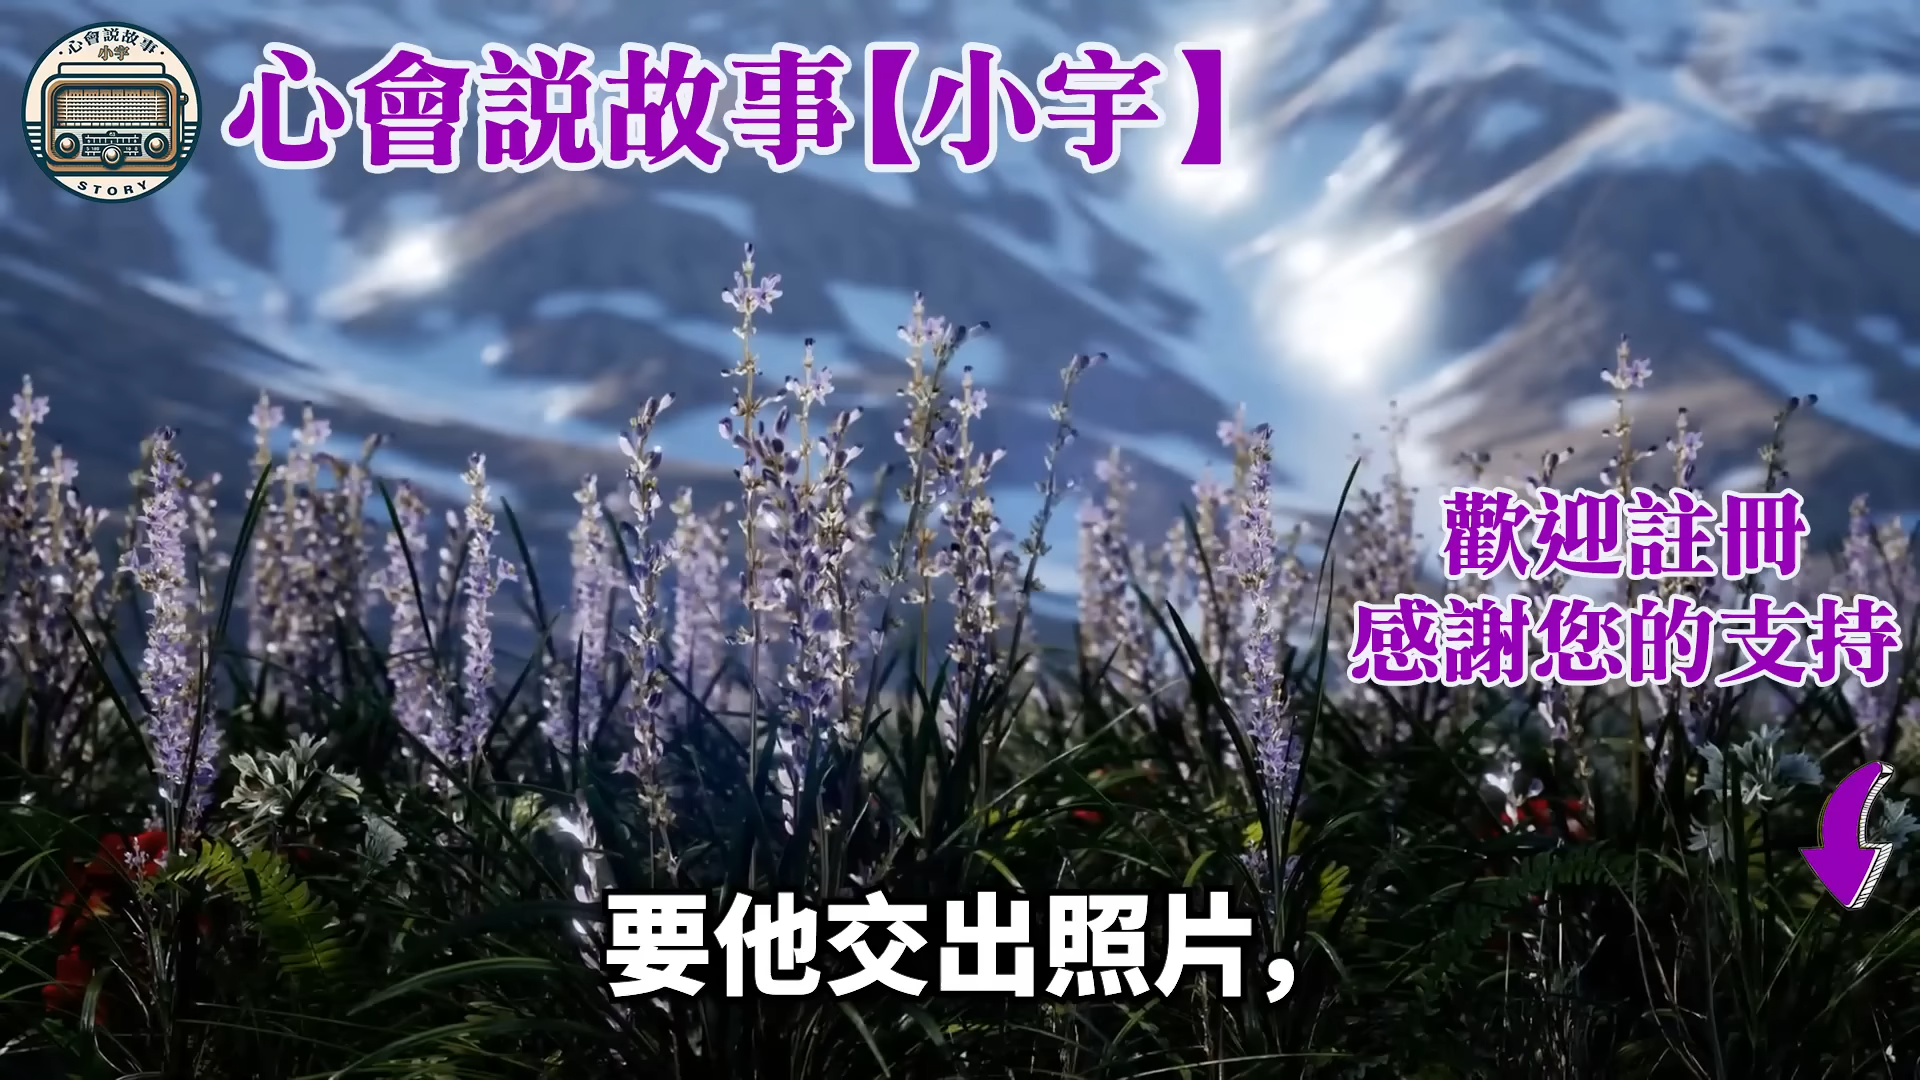 ·心會説故事·
小宇
STORY
心會説故事【小宇】
歡迎註冊
感謝您的支持
要他交出照片,